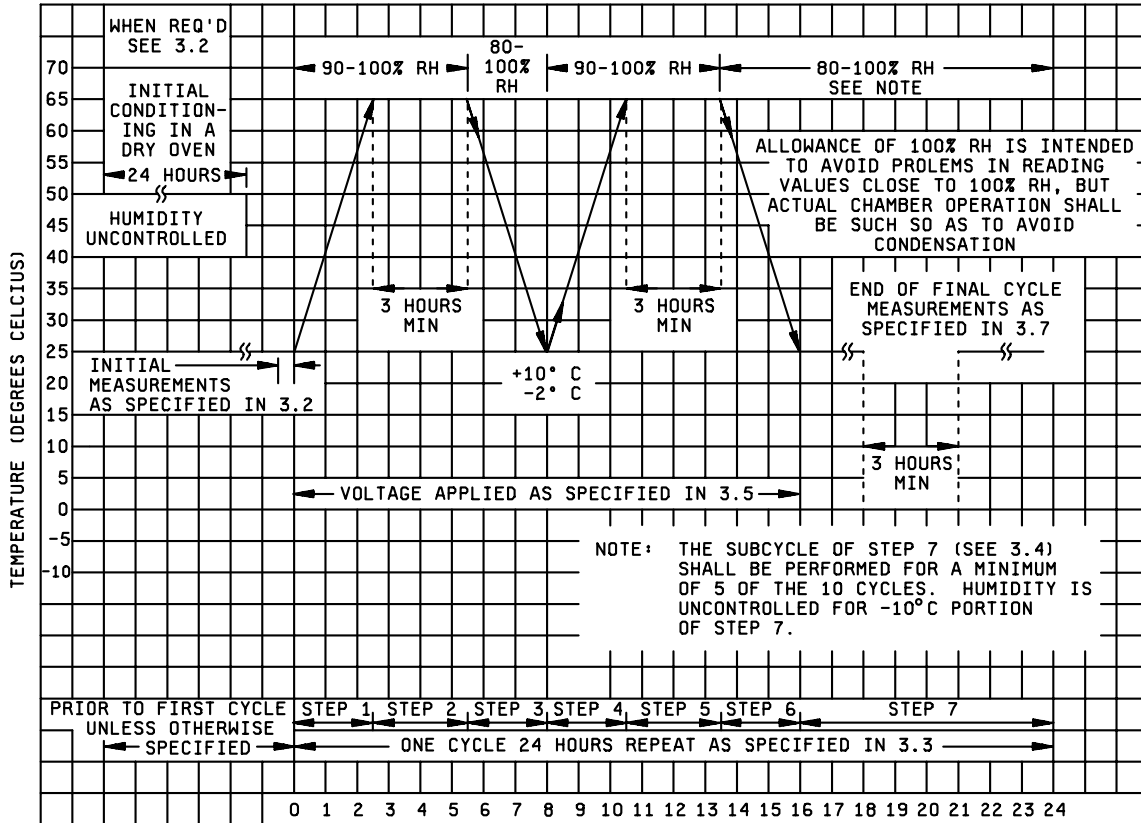 WHEN REQ'D
SEE 3.2
INITIAL
CONDITION-
ING IN A
DRY OVEN
24 HOURS
HUMIDITY
UNCONTROLLED
90-100% RH
80-
100%
RH
90-100% RH
80-100% RH
SEE NOTE
ALLOWANCE OF 100% RH IS INTENDED
TO AVOID PROLEMS IN READING
VALUES CLOSE TO 100% RH, BUT
ACTUAL CHAMBER OPERATION SHALL
BE SUCH SO AS TO AVOID
CONDENSATION
3 HOURS
MIN
3 HOURS
MIN
END OF FINAL CYCLE
MEASUREMENTS AS
SPECIFIED IN 3.7
INITIAL
MEASUREMENTS
AS SPECIFIED IN 3.2
+10° C
-2° C
3 HOURS
MIN
VOLTAGE APPLIED AS SPECIFIED IN 3.5
NOTE: THE SUBCYCLE OF STEP 7 (SEE 3.4)
SHALL BE PERFORMED FOR A MINIMUM
OF 5 OF THE 10 CYCLES. HUMIDITY IS
UNCONTROLLED FOR -10°C PORTION
OF STEP 7.
TEMPERATURE (DEGREES CELCIUS)
70
65
60
55
50
45
40
35
30
25
20
15
10
5
0
-5
-10
PRIOR TO FIRST CYCLE
UNLESS OTHERWISE
SPECIFIED
STEP 1 STEP 2 STEP 3 STEP 4 STEP 5 STEP 6 STEP 7
ONE CYCLE 24 HOURS REPEAT AS SPECIFIED IN 3.3
0 1 2 3 4 5 6 7 8 9 10 11 12 13 14 15 16 17 18 19 20 21 22 23 24